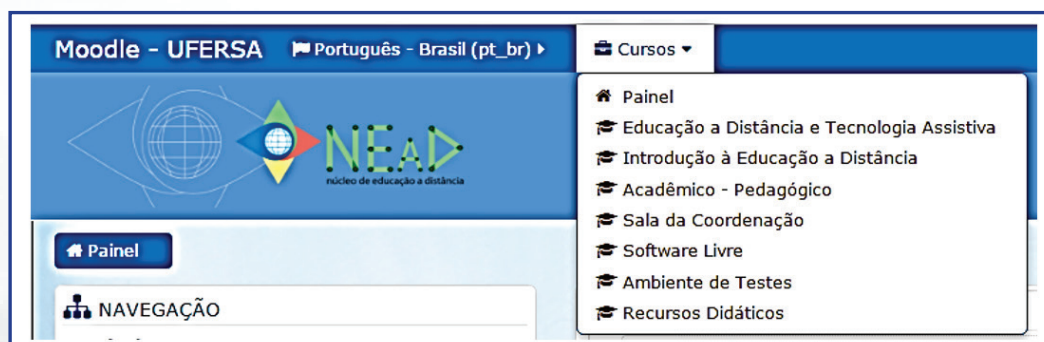 Moodle - UFERSA Português - Brasil (pt_br) Cursos
Painel
Educação a Distância e Tecnologia Assistiva
Introdução à Educação a Distância
Acadêmico - Pedagógico
Sala da Coordenação
Software Livre
Ambiente de Testes
Recursos Didáticos
NEAD
núcleo de educação a distância
Painel
NAVEGAÇÃO